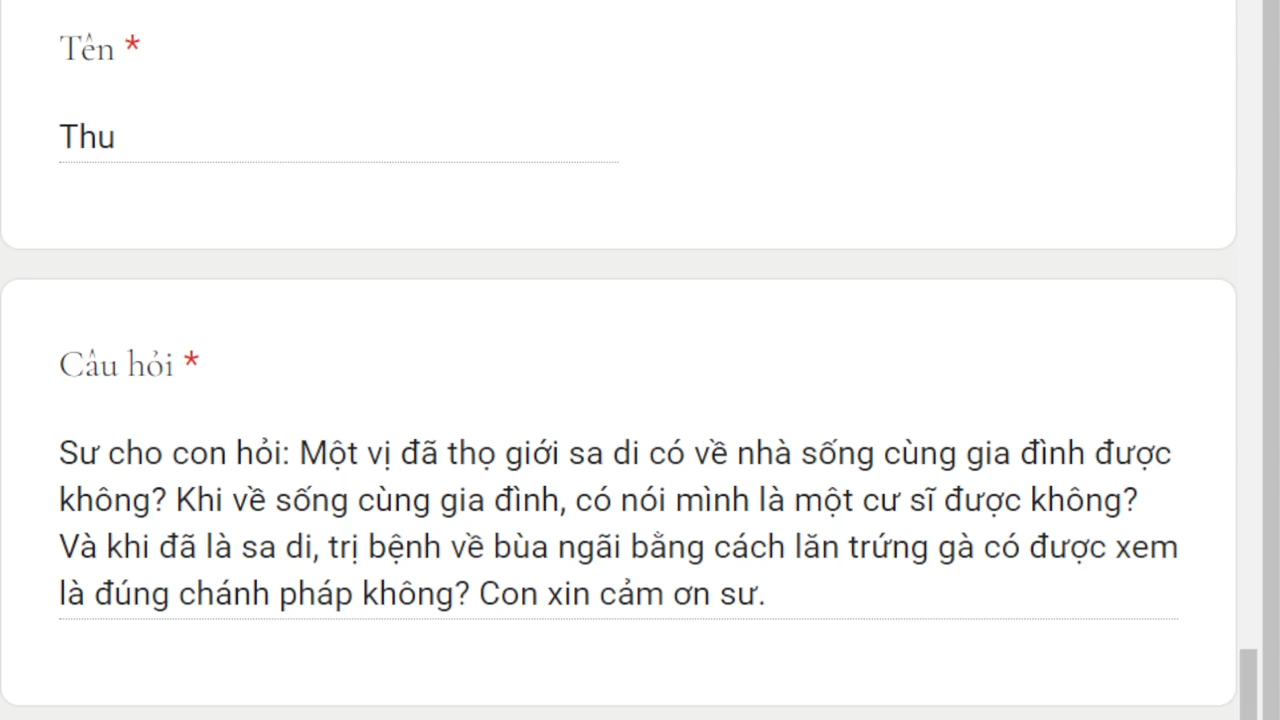 Tên *
Thu
Câu hỏi *
Sư cho con hỏi: Một vị đã thọ giới sa di có về nhà sống cùng gia đình được
không? Khi về sống cùng gia đình, có nói mình là một cư sĩ được không?
Và khi đã là sa di, trị bệnh về bùa ngãi bằng cách lăn trứng gà có được xem
là đúng chánh pháp không? Con xin cảm ơn sư.